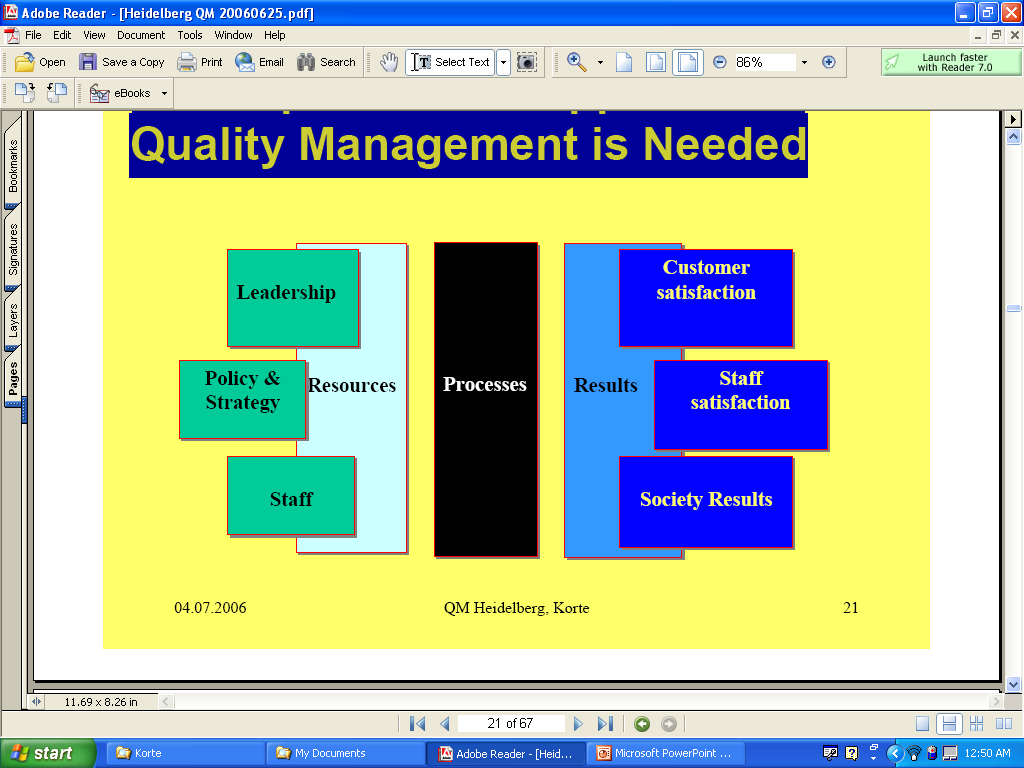 Adobe Reader - [Heidelberg QM 20060625.pdf]
File Edit View Document Tools Window Help
Open Save a Copy Print Email Search Select Text 86% Launch faster
with Reader 7.0
eBooks
Bookmarks
Signatures
Layers
Pages
Quality Management is Needed
Leadership
Policy &
Strategy
Staff
Resources
Processes
Results
Customer
satisfaction
Staff
satisfaction
Society Results
04.07.2006 QM Heidelberg, Korte 21
11.69 x 8.26 in
21 of 67
start Korte My Documents Adobe Reader - [Heid... Microsoft PowerPoint ... 12:50 AM